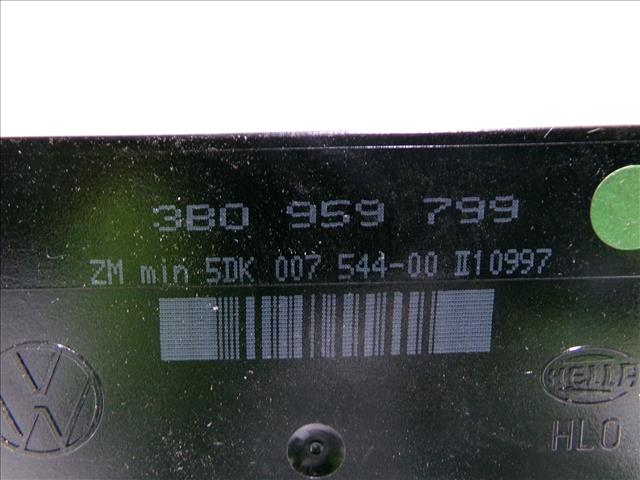 3B0 959 799
ZM min 5DK 007 544-00 II10997
HELLA
HLO